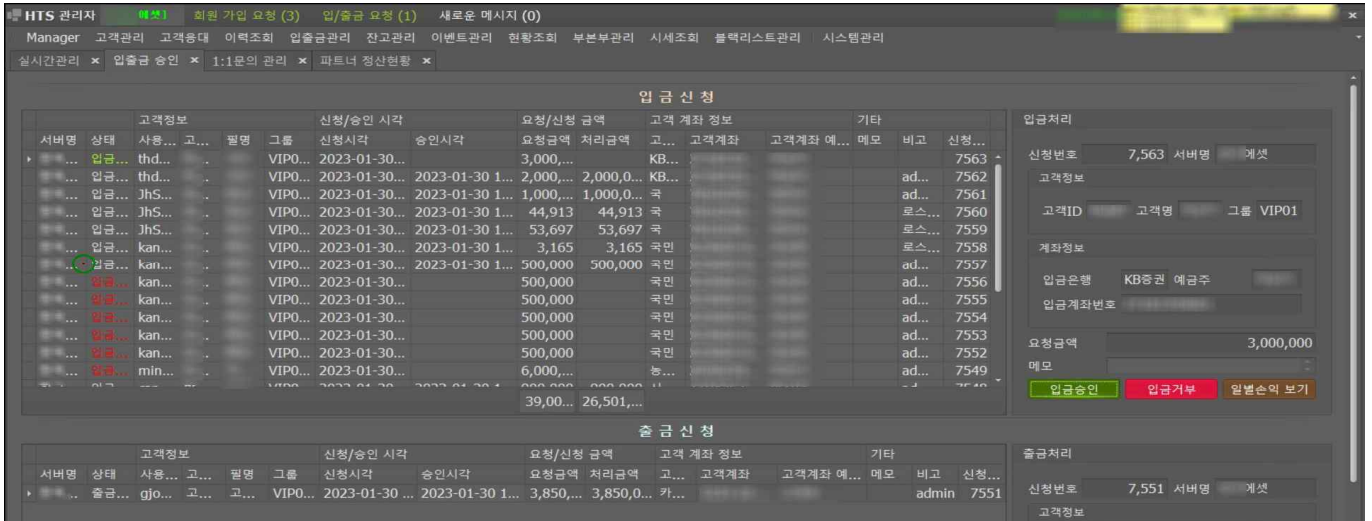 HTS 관리자 에셋1 회원 가입 요청 (3) 입/출금 요청 (1) 새로운 메시지 (0)
Manager 고객관리 고객응대 이력조회 입출금관리 잔고관리 이벤트관리 현황조회 부본부관리 시세조회 블랙리스트관리 시스템관리
실시간관리 × 입출금 승인 × 1:1문의 관리 × 파트너 정산현황 ×
입 금 신 청
고객정보 신청/승인 시각 요청/신청 금액 고객 계좌 정보 기타
서버명 상태 사용... 고... 필명 그룹 신청시각 승인시각 요청금액 처리금액 고... 고객계좌 고객계좌 예... 메모 비고 신청...
... 입금... thd... VIP0... 2023-01-30... 3,000,... KB... 7563
... 입금... thd... VIP0... 2023-01-30... 2023-01-30 1... 2,000,... 2,000,0... KB... ad... 7562
... 입금... JhS... VIP0... 2023-01-30... 2023-01-30 1... 1,000,... 1,000,0... 국 ad... 7561
... 입금... JhS... VIP0... 2023-01-30... 2023-01-30 1... 44,913 44,913 국 로스... 7560
... 입금... JhS... VIP0... 2023-01-30... 2023-01-30 1... 53,697 53,697 국 로스... 7559
... 입금... kan... VIP0... 2023-01-30... 2023-01-30 1... 3,165 3,165 국민 로스... 7558
... 입금... kan... VIP0... 2023-01-30... 2023-01-30 1... 500,000 500,000 국민 ad... 7557
... 입금... kan... VIP0... 2023-01-30... 500,000 국민 ad... 7556
... 입금... kan... VIP0... 2023-01-30... 500,000 국민 ad... 7555
... 입금... kan... VIP0... 2023-01-30... 500,000 국민 ad... 7554
... 입금... kan... VIP0... 2023-01-30... 500,000 국민 ad... 7553
... 입금... kan... VIP0... 2023-01-30... 500,000 국민 ad... 7552
... 입금... min... VIP0... 2023-01-30... 6,000,... 농... ad... 7549
39,00... 26,501,...
입금처리
신청번호 7,563 서버명 에셋
고객정보
고객ID 고객명 그룹 VIP01
계좌정보
입금은행 KB증권 예금주
입금계좌번호
요청금액 3,000,000
메모
입금승인 입금거부 일별손익 보기
출 금 신 청
고객정보 신청/승인 시각 요청/신청 금액 고객 계좌 정보 기타
서버명 상태 사용... 고... 필명 그룹 신청시각 승인시각 요청금액 처리금액 고... 고객계좌 고객계좌 예... 메모 비고 신청...
... 출금... gjo... 고... 고... VIP0... 2023-01-30 ... 2023-01-30 1... 3,850,... 3,850,0... 카... admin 7551
출금처리
신청번호 7,551 서버명 에셋
고객정보